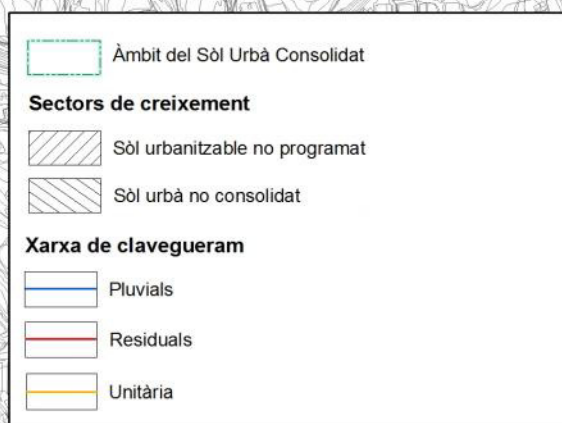 Àmbit del Sòl Urbà Consolidat
Sectors de creixement
Sòl urbanitzable no programat
Sòl urbà no consolidat
Xarxa de clavegueram
Pluvials
Residuals
Unitària